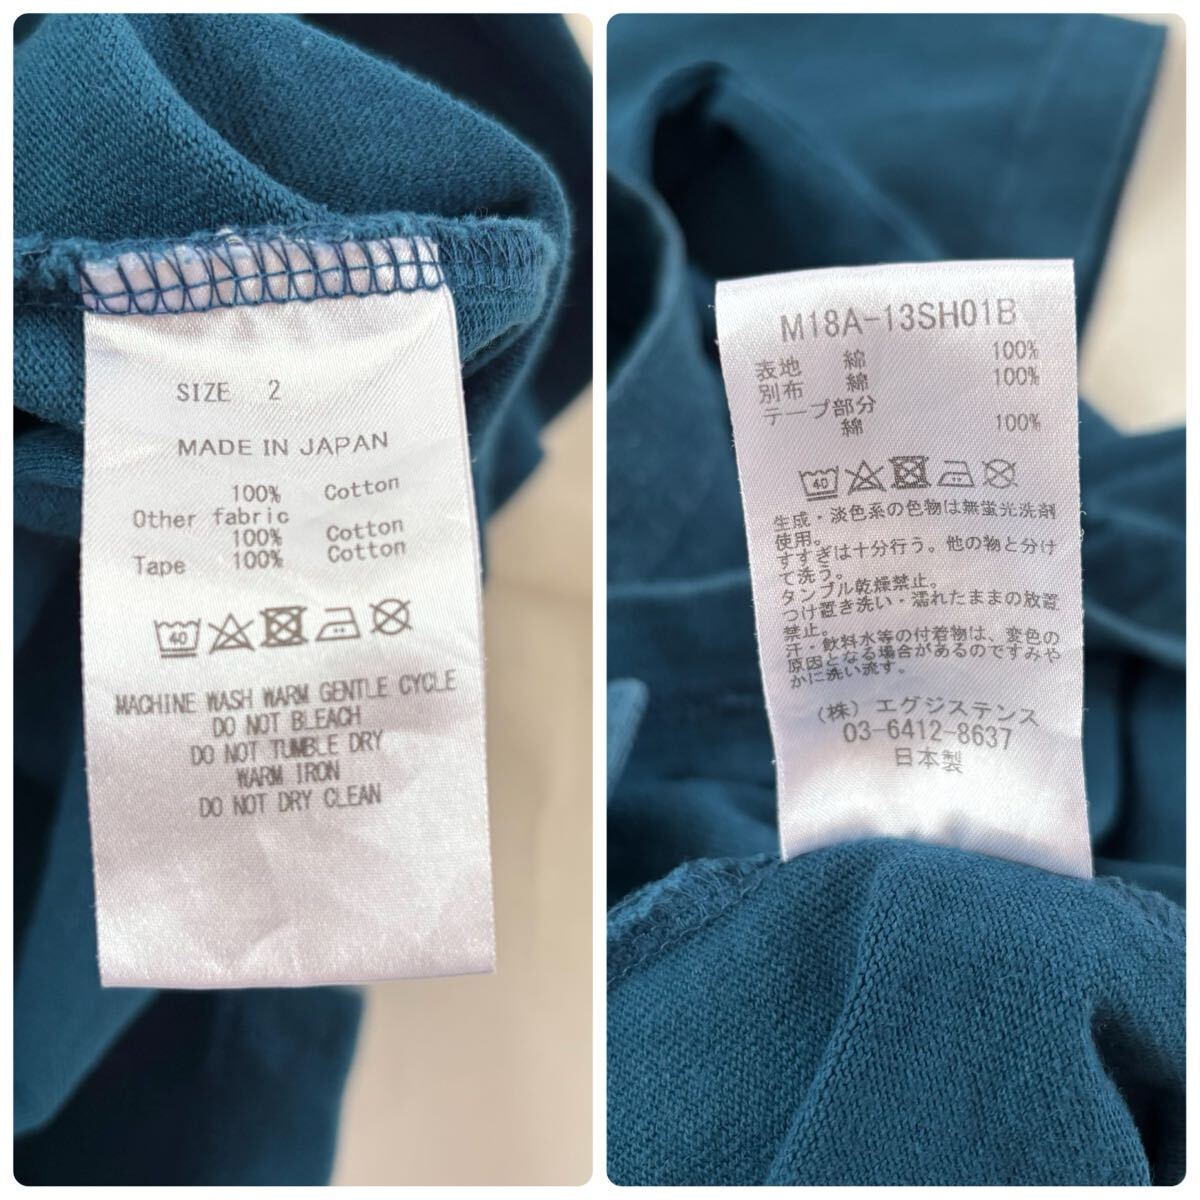 SIZE 2
MADE IN JAPAN
100% Cotton
Other fabric
100% Cotton
Tape 100% Cotton
40
MACHINE WASH WARM GENTLE CYCLE
DO NOT BLEACH
DO NOT TUMBLE DRY
WARM IRON
DO NOT DRY CLEAN
M18A-13SH01B
表地 綿 100%
別布 綿 100%
テープ部分
綿 100%
40
生成・淡色系の色物は無蛍光洗剤
使用。
すすぎは十分行う。他の物と分け
て洗う。
タンブル乾燥禁止。
つけ置き洗い・濡れたままの放置
禁止。
汗・飲料水等の付着物は、変色の
原因となる場合があるのですみや
かに洗い流す。
(株) エグジステンス
03-6412-8637
日本製